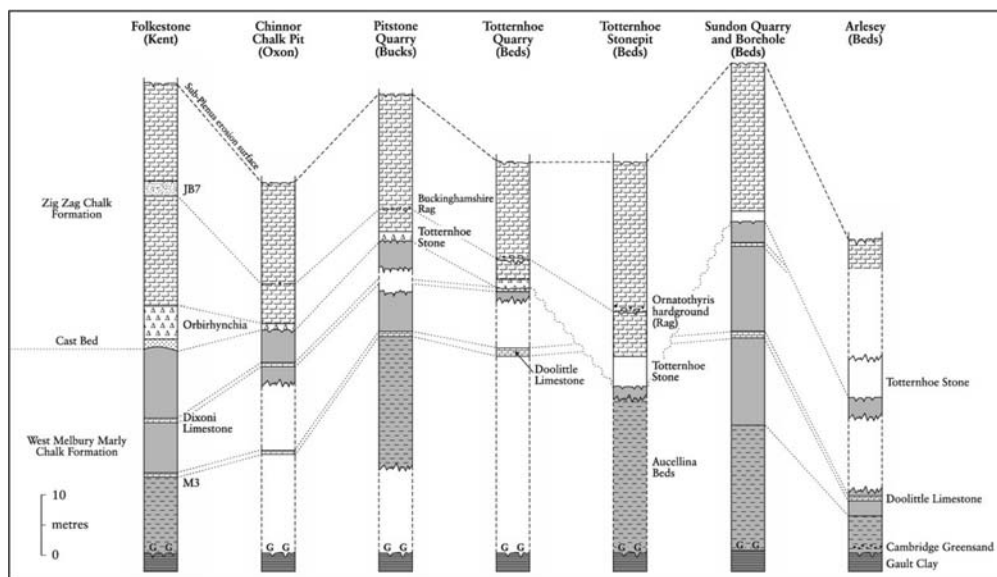 Folkestone
(Kent)
Chinnor
Chalk Pit
(Oxon)
Pitstone
Quarry
(Bucks)
Totternhoe
Quarry
(Beds)
Totternhoe
Stonepit
(Beds)
Sundon Quarry
and Borehole
(Beds)
Arlesey
(Beds)
Sub-Plenus erosion surface
JB7
Zig Zag Chalk
Formation
Buckinghamshire
Rag
Totternhoe
Stone
Orbirhynchia
Ornatothyris
hardground
(Rag)
Cast Bed
Doolittle
Limestone
Totternhoe
Stone
Totternhoe Stone
Dixoni
Limestone
West Melbury Marly
Chalk Formation
Aucellina
Beds
M3
10
metres
0
Doolittle Limestone
Cambridge Greensand
Gault Clay
G G
G G
G G
G G
G G
G G